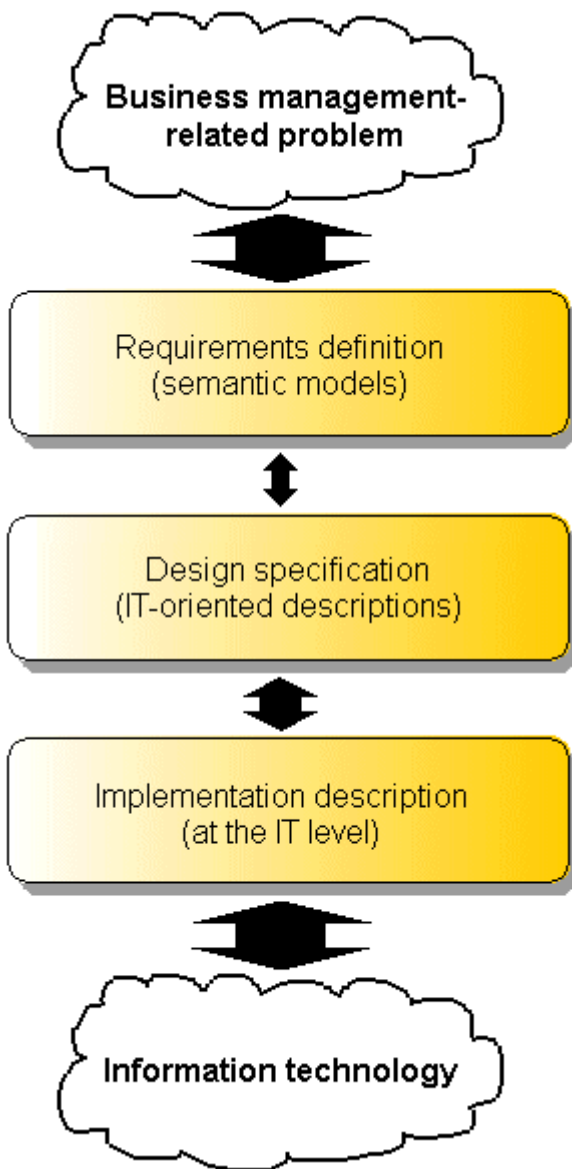 Business management-
related problem
Requirements definition
(semantic models)
Design specification
(IT-oriented descriptions)
Implementation description
(at the IT level)
Information technology